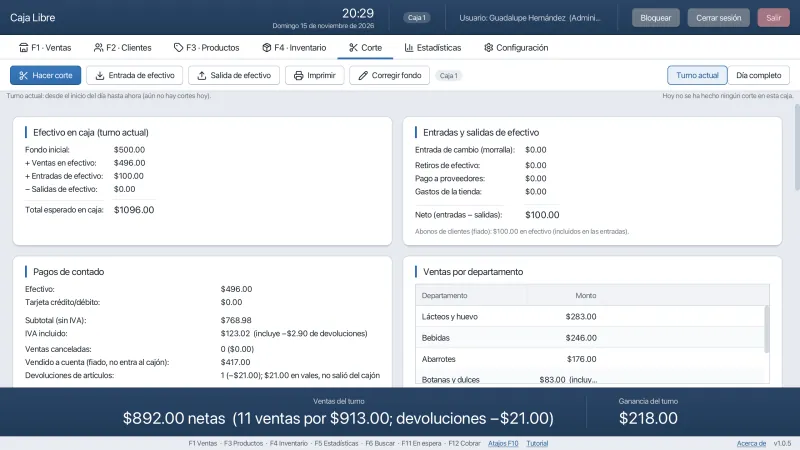 Caja Libre
20:29
Domingo 15 de noviembre de 2026
Caja 1
Usuario: Guadalupe Hernández (Admini...
Bloquear
Cerrar sesión
Salir
F1 · Ventas
F2 · Clientes
F3 · Productos
F4 · Inventario
Corte
Estadísticas
Configuración
Hacer corte
Entrada de efectivo
Salida de efectivo
Imprimir
Corregir fondo
Caja 1
Turno actual
Día completo
Turno actual: desde el inicio del día hasta ahora (aún no hay cortes hoy).
Hoy no se ha hecho ningún corte en esta caja.
Efectivo en caja (turno actual)
Fondo inicial: $500.00
+ Ventas en efectivo: $496.00
+ Entradas de efectivo: $100.00
− Salidas de efectivo: $0.00
Total esperado en caja: $1096.00
Entradas y salidas de efectivo
Entrada de cambio (morralla): $0.00
Retiros de efectivo: $0.00
Pago a proveedores: $0.00
Gastos de la tienda: $0.00
Neto (entradas − salidas): $100.00
Abonos de clientes (fiado): $100.00 en efectivo (incluidos en las entradas).
Pagos de contado
Efectivo: $496.00
Tarjeta crédito/débito: $0.00
Subtotal (sin IVA): $768.98
IVA incluido: $123.02 (incluye −$2.90 de devoluciones)
Ventas canceladas: 0 ($0.00)
Vendido a cuenta (fiado, no entra al cajón): $417.00
Devoluciones de artículos: 1 (−$21.00); $21.00 en vales, no salió del cajón
Ventas por departamento
Departamento Monto
Lácteos y huevo $283.00
Bebidas $246.00
Abarrotes $176.00
Botanas y dulces $83.00 (incluy...
Ventas del turno
$892.00 netas (11 ventas por $913.00; devoluciones −$21.00)
Ganancia del turno
$218.00
F1 Ventas · F3 Productos · F4 Inventario · F5 Estadísticas · F6 Buscar · F11 En espera · F12 Cobrar Atajos F10 Tutorial
Acerca de v1.0.5